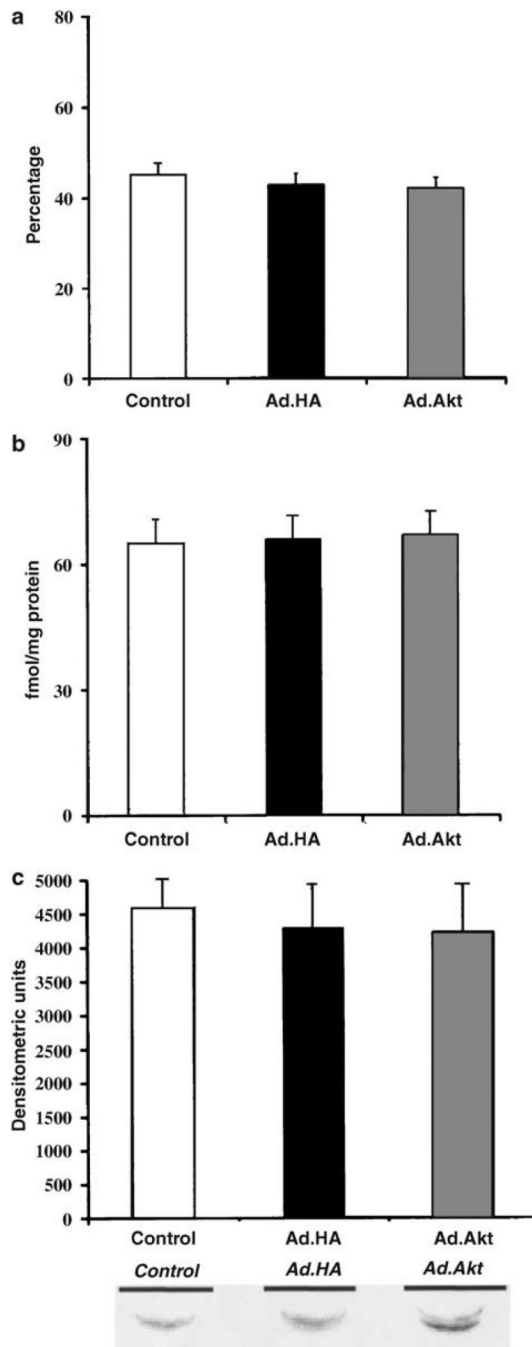 a
80
60
40
20
0
Percentage
Control Ad.HA Ad.Akt
b
90
60
30
0
fmol/mg protein
Control Ad.HA Ad.Akt
c
5000
4500
4000
3500
3000
2500
2000
1500
1000
500
0
Densitometric units
Control Ad.HA Ad.Akt
Control Ad.HA Ad.Akt